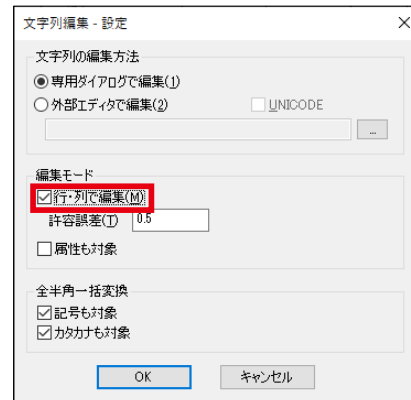 文字列編集 - 設定
文字列の編集方法
専用ダイアログで編集(1)
外部エディタで編集(2) UNICODE
...
編集モード
行・列で編集(M)
許容誤差(T) 0.5
属性も対象
全半角一括変換
記号も対象
カタカナも対象
OK キャンセル